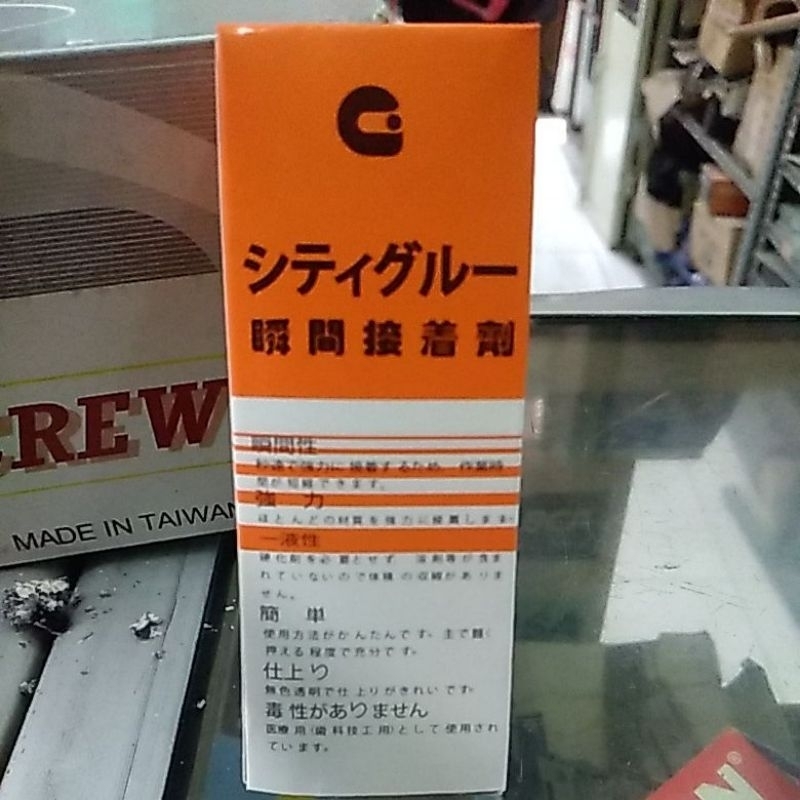 シティグルー
瞬間接着劑
瞬間性
秒速で強力に接着するため、作業時
間が短縮できます。
強 力
ほとんどの材質を強力に接着します
一液性
硬化剤を必要とせず、溶剤等が含ま
れていないので体積の収縮がありま
せん。
簡 単
使用方法がかんたんです。主で軽く
押える程度で充分です。
仕上り
無色透明で仕上りがきれいです。
毒性がありません
医療用(歯科技工用)として使用され
ています。
CREW
MADE IN TAIWAN
N®